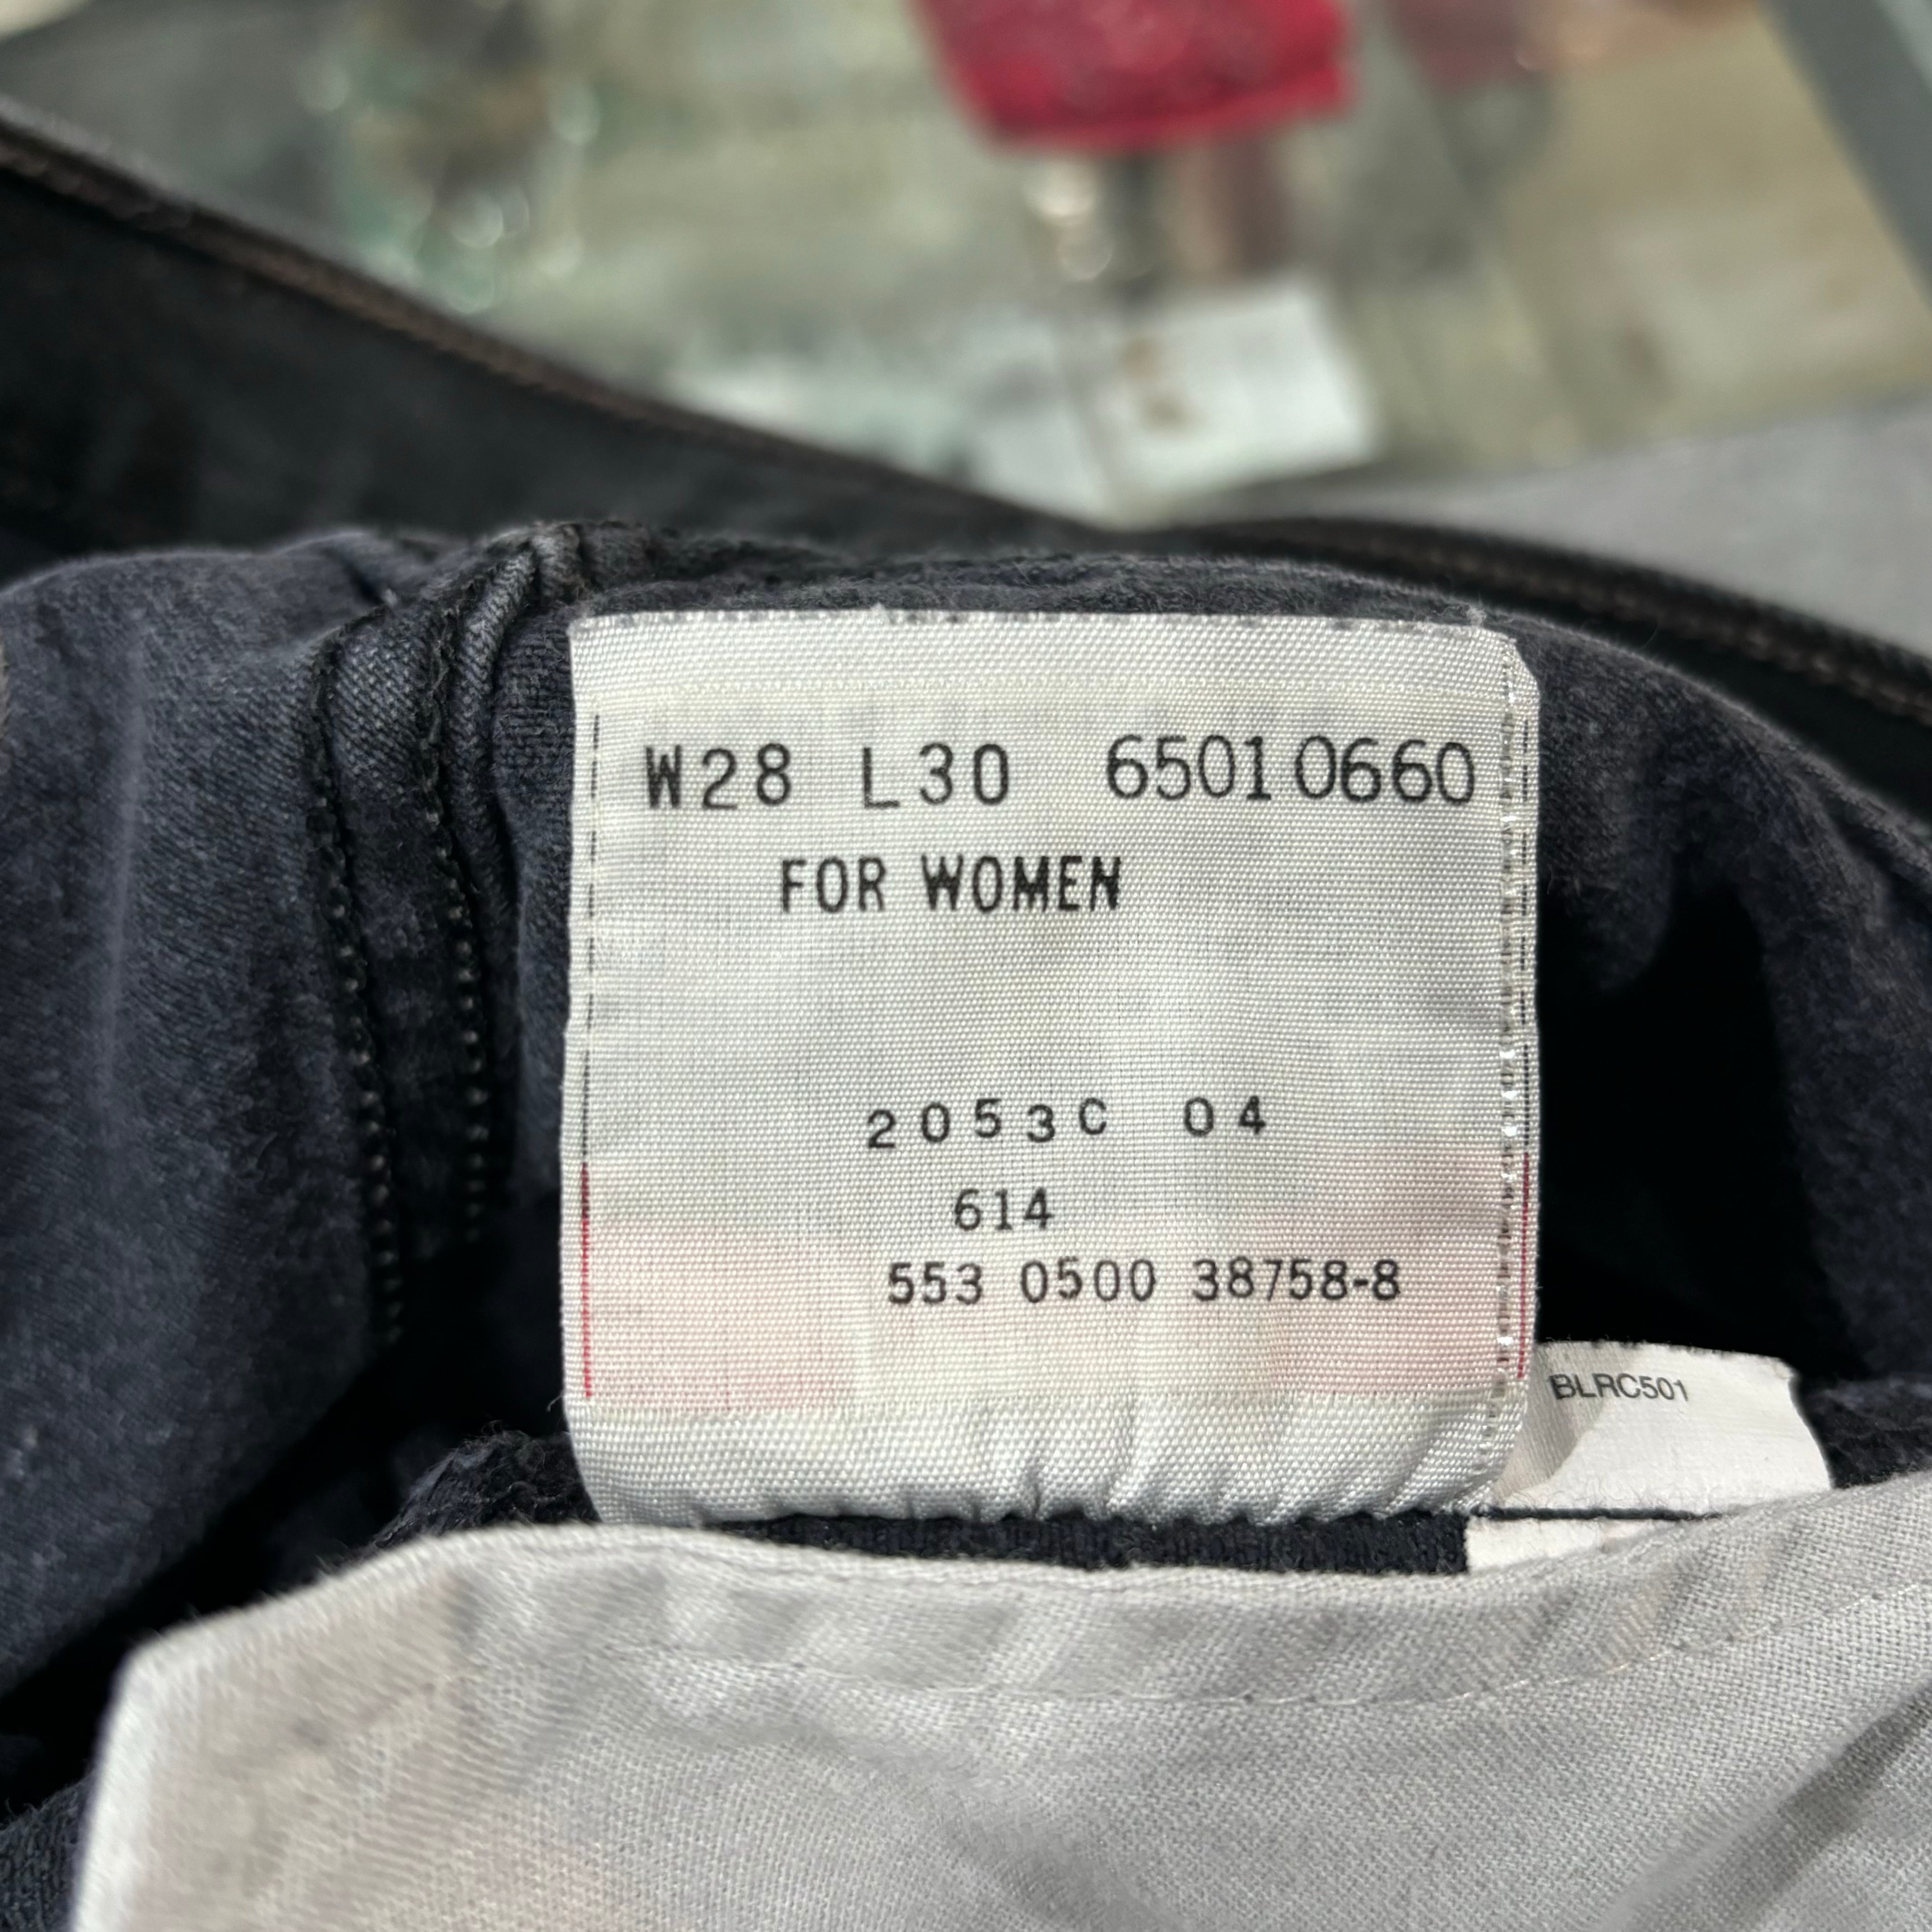 W28 L30 65010660
FOR WOMEN
2053C 04
614
553 0500 38758-8
BLRC501